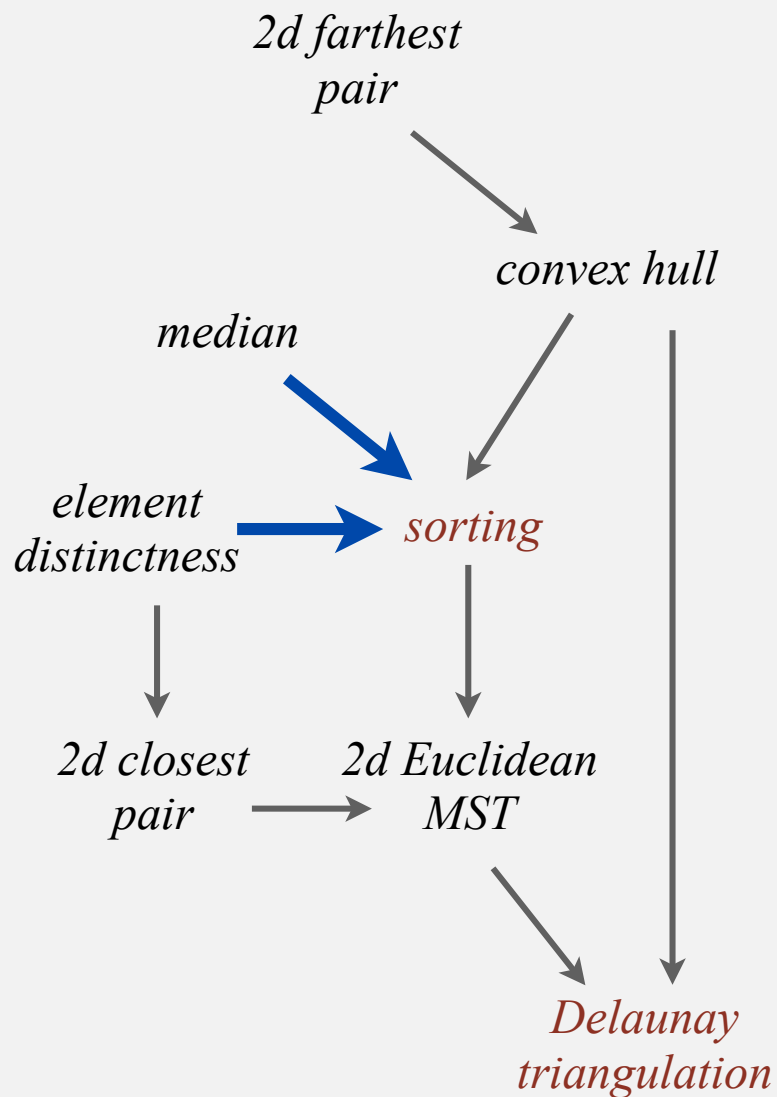 2d farthest
pair
convex hull
median
element
distinctness
sorting
2d closest
pair
2d Euclidean
MST
Delaunay
triangulation